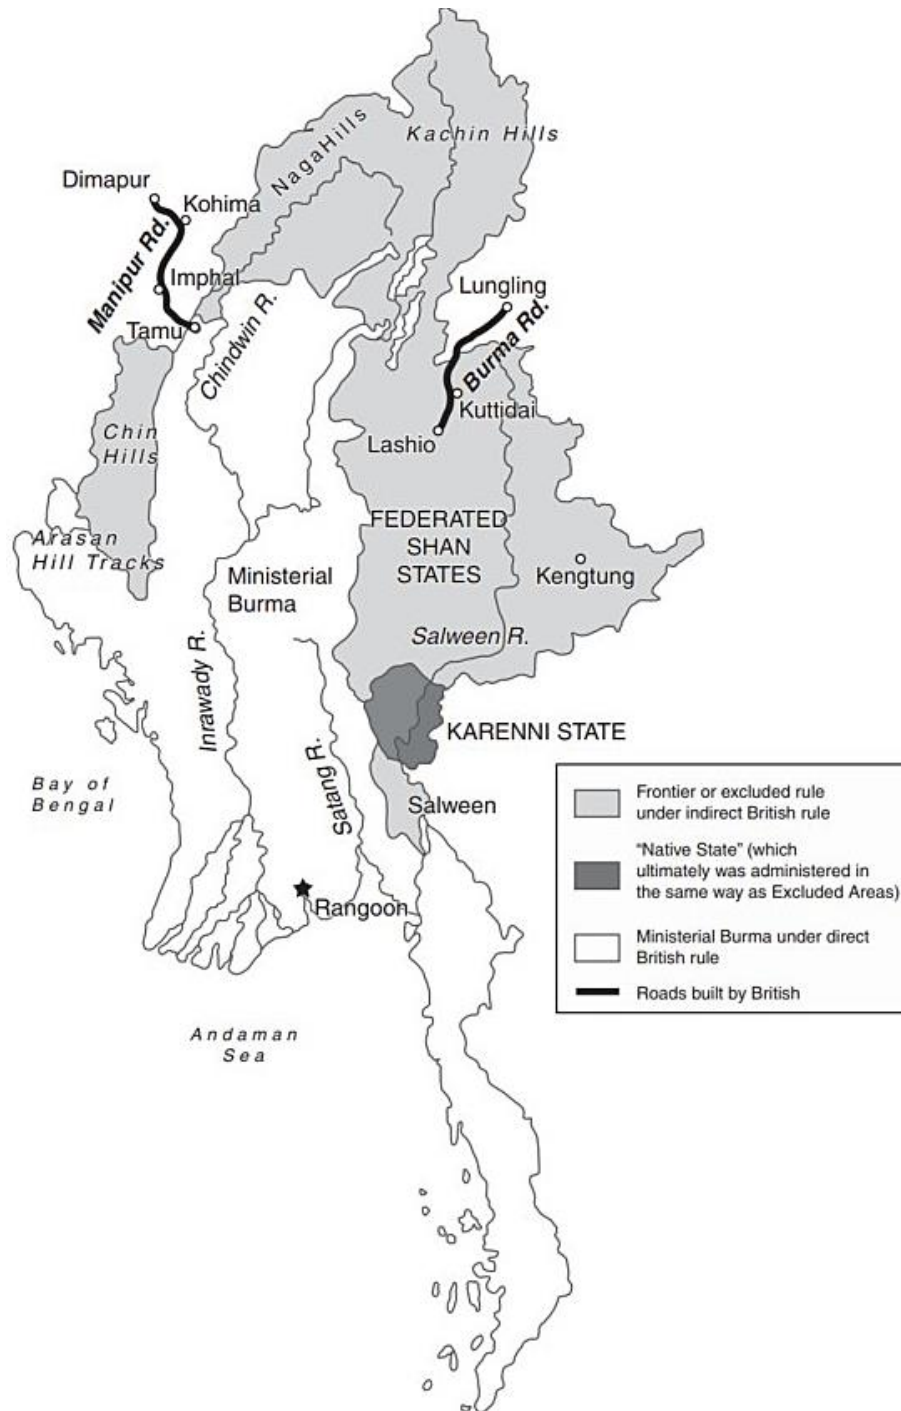 Kachin Hills
NagaHills
Dimapur
Kohima
Manipur Rd.
Imphal
Tamu
Chindwin R.
Lungling
Burma Rd.
Kuttidai
Lashio
Chin
Hills
Arasan
Hill Tracks
FEDERATED
SHAN
STATES
Kengtung
Ministerial
Burma
Salween R.
Inrawady R.
Satang R.
KARENNI STATE
Bay of
Bengal
Salween
Rangoon
Andaman
Sea
Frontier or excluded rule
under indirect British rule
“Native State” (which
ultimately was administered in
the same way as Excluded Areas)
Ministerial Burma under direct
British rule
Roads built by British